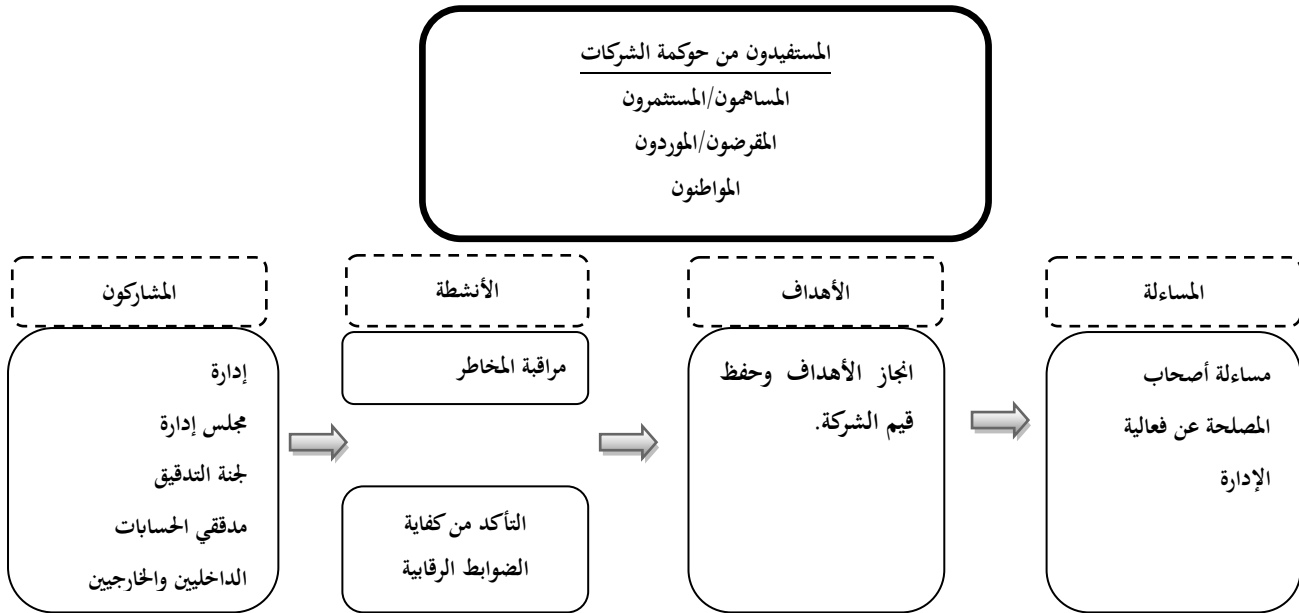 المستفيدون من حوكمة الشركات
المساهمون/المستثمرون
المقرضون/الموردون
المواطنون
المشاركون
إدارة
مجلس إدارة
لجنة التدقيق
مدققي الحسابات
الداخليين والخارجيين
الأنشطة
مراقبة المخاطر
التأكد من كفاية
الضوابط الرقابية
الأهداف
انجاز الأهداف وحفظ
قيم الشركة.
المساءلة
مساءلة أصحاب
المصلحة عن فعالية
الإدارة